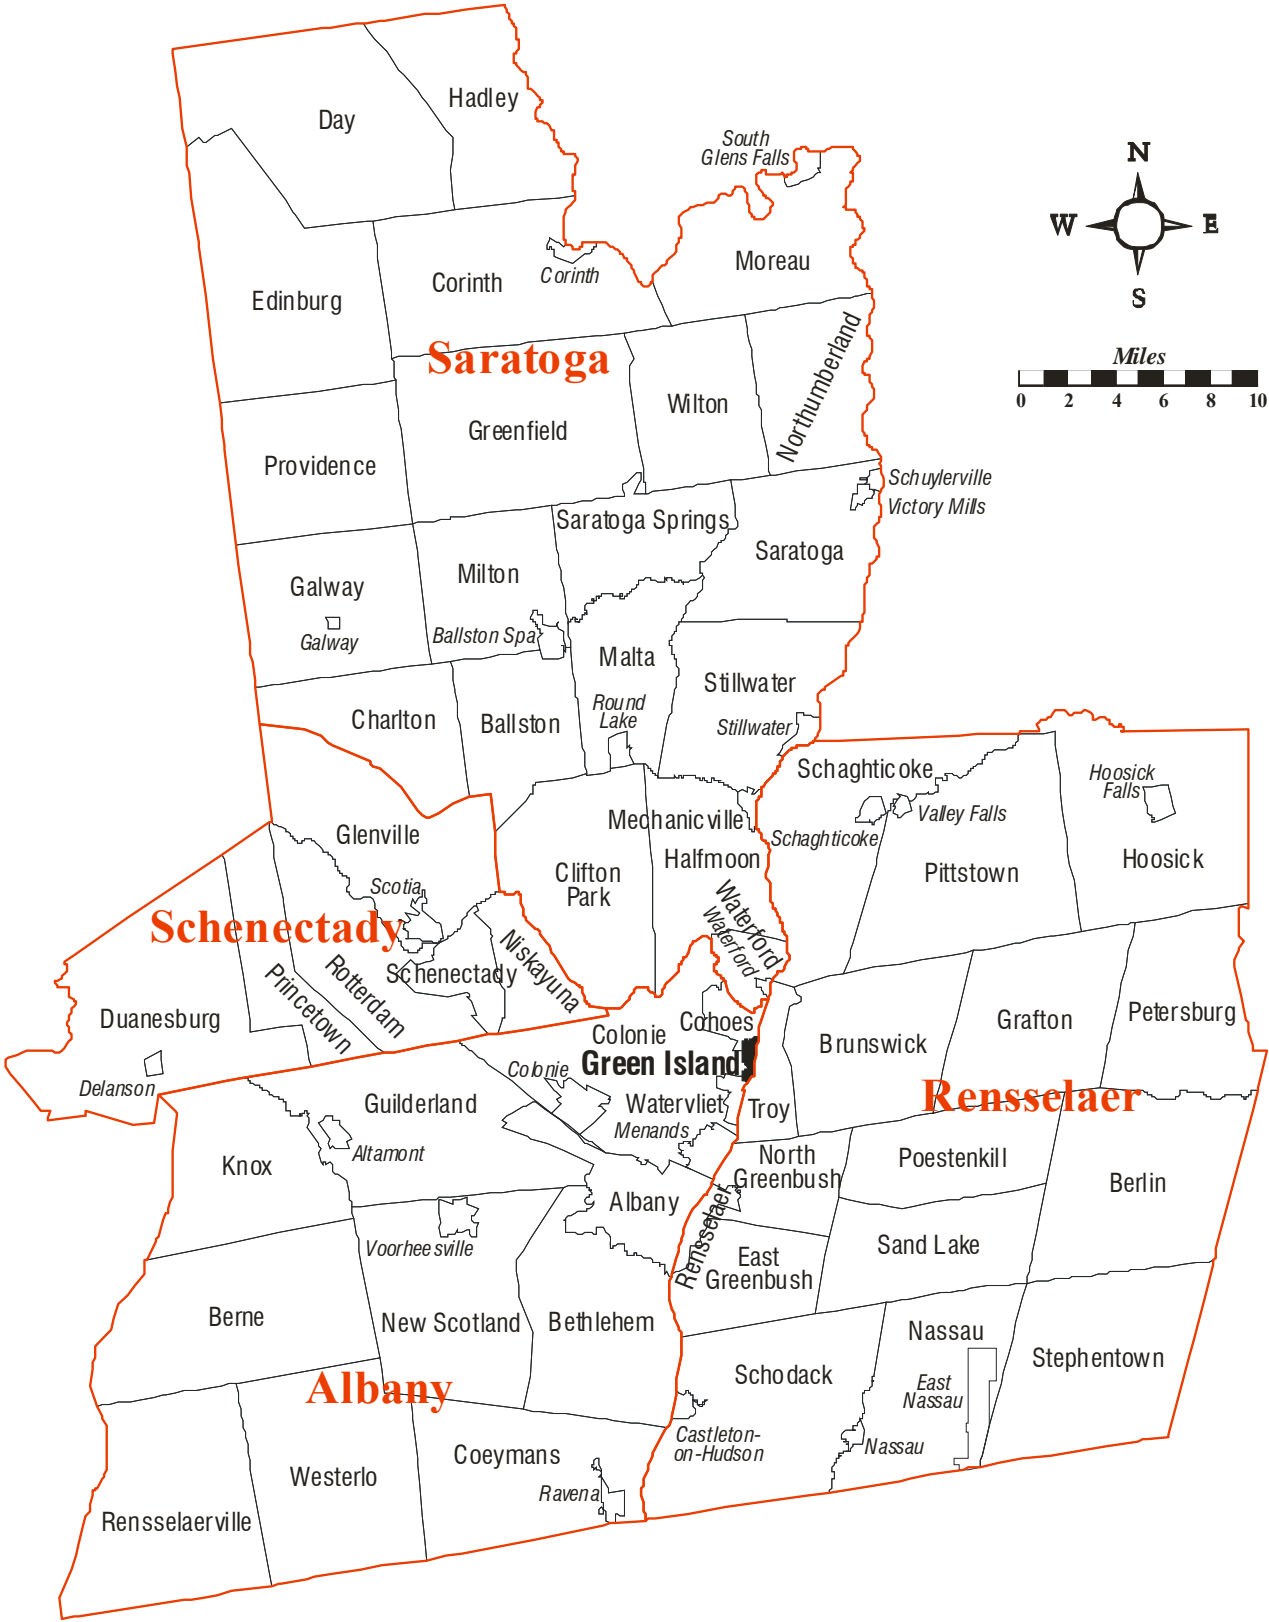 Hadley
Day
South
Glens Falls
N
W
E
S
Moreau
Corinth
Corinth
Edinburg
Miles
0 2 4 6 8 10
Saratoga
Northumberland
Wilton
Greenfield
Providence
Schuylerville
Victory Mills
Saratoga Springs
Saratoga
Milton
Galway
Galway
Ballston Spa
Malta
Stillwater
Round
Lake
Charlton
Ballston
Stillwater
Schaghticoke
Hoosick
Falls
Valley Falls
Mechanicville
Schaghticoke
Glenville
Halfmoon
Hoosick
Clifton
Park
Pittstown
Scotia
Waterford
Waterford
Schenectady
Niskayuna
Schenectady
Rotterdam
Princetown
Duanesburg
Petersburg
Grafton
Cohoes
Colonie
Brunswick
Green Island
Colonie
Delanson
Rensselaer
Guilderland
Watervliet
Troy
Menands
Altamont
North
Greenbush
Poestenkill
Knox
Berlin
Albany
Rensselaer
Voorheesville
Sand Lake
East
Greenbush
Berne
New Scotland
Bethlehem
Nassau
Stephentown
Schodack
Albany
East
Nassau
Castleton-
on-Hudson
Nassau
Coeymans
Westerlo
Ravena
Rensselaerville